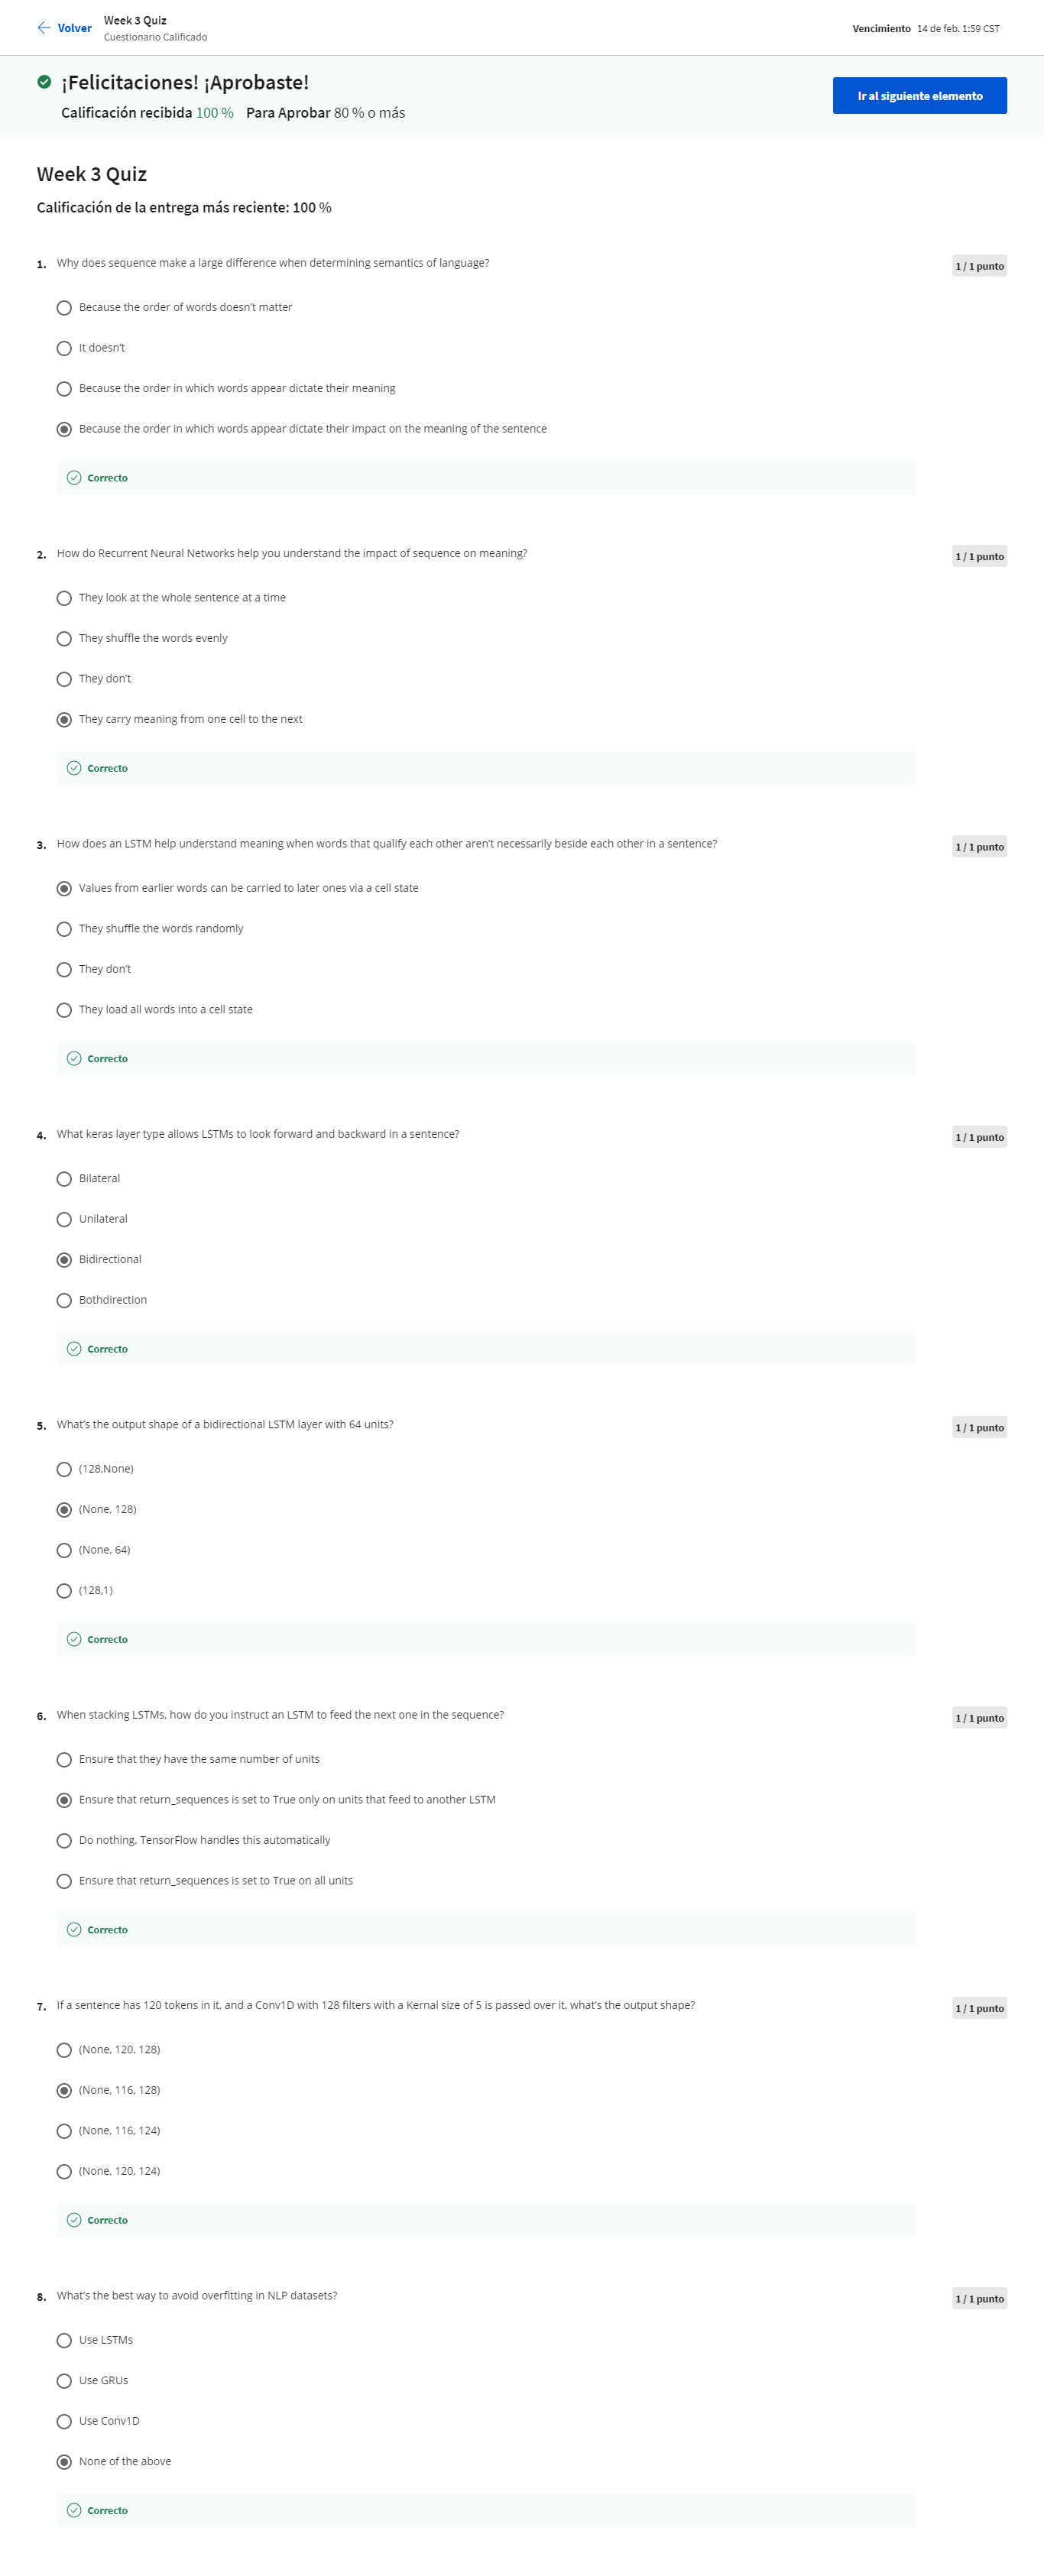 Volver
Week 3 Quiz
Cuestionario Calificado
Vencimiento 14 de feb. 1:59 CST
¡Felicitaciones! ¡Aprobaste!
Calificación recibida 100 % Para Aprobar 80 % o más
Ir al siguiente elemento
Week 3 Quiz
Calificación de la entrega más reciente: 100 %
1. Why does sequence make a large difference when determining semantics of language?
1 / 1 punto
Because the order of words doesn't matter
It doesn't
Because the order in which words appear dictate their meaning
Because the order in which words appear dictate their impact on the meaning of the sentence
Correcto
2. How do Recurrent Neural Networks help you understand the impact of sequence on meaning?
1 / 1 punto
They look at the whole sentence at a time
They shuffle the words evenly
They don't
They carry meaning from one cell to the next
Correcto
3. How does an LSTM help understand meaning when words that qualify each other aren't necessarily beside each other in a sentence?
1 / 1 punto
Values from earlier words can be carried to later ones via a cell state
They shuffle the words randomly
They don't
They load all words into a cell state
Correcto
4. What keras layer type allows LSTMs to look forward and backward in a sentence?
1 / 1 punto
Bilateral
Unilateral
Bidirectional
Bothdirection
Correcto
5. What's the output shape of a bidirectional LSTM layer with 64 units?
1 / 1 punto
(128,None)
(None, 128)
(None, 64)
(128,1)
Correcto
6. When stacking LSTMs, how do you instruct an LSTM to feed the next one in the sequence?
1 / 1 punto
Ensure that they have the same number of units
Ensure that return_sequences is set to True only on units that feed to another LSTM
Do nothing, TensorFlow handles this automatically
Ensure that return_sequences is set to True on all units
Correcto
7. If a sentence has 120 tokens in it, and a Conv1D with 128 filters with a Kernal size of 5 is passed over it, what's the output shape?
1 / 1 punto
(None, 120, 128)
(None, 116, 128)
(None, 116, 124)
(None, 120, 124)
Correcto
8. What's the best way to avoid overfitting in NLP datasets?
1 / 1 punto
Use LSTMs
Use GRUs
Use Conv1D
None of the above
Correcto